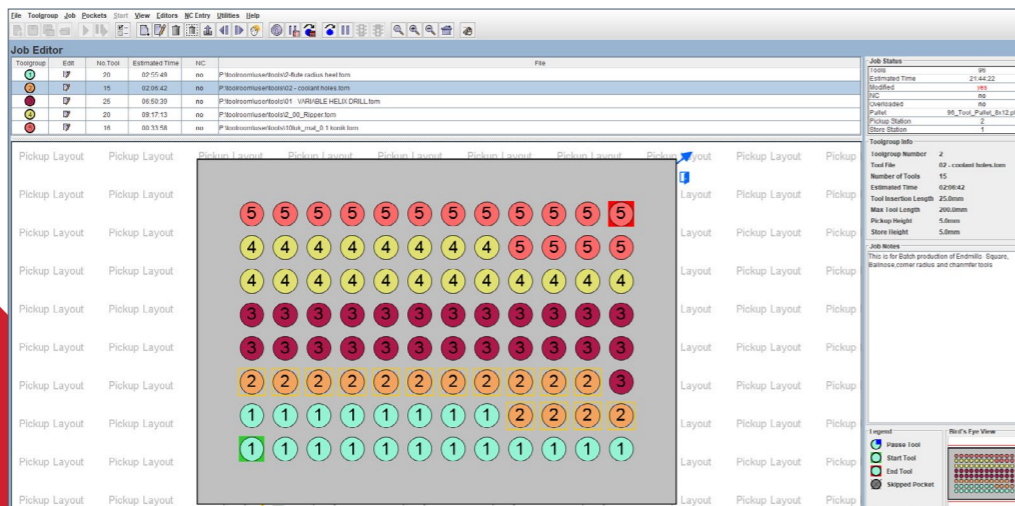 File Toolgroup Job Pockets Start View Editors NC Entry Utilities Help
Job Editor
Toolgroup Edit No.Tool Estimated Time NC File
1 20 02:55:49 no P:\toolroom\user\tools\2-flute radius heel.tom
2 15 02:06:42 no P:\toolroom\user\tools\02 - coolant holes.tom
3 25 06:50:39 no P:\toolroom\user\tools\01 VARIABLE HELIX DRILL.tom
4 20 09:17:13 no P:\toolroom\user\tools\2_00_Ripper.tom
5 16 00:33:58 no
Job Status
Tools 96
Estimated Time 21:44:22
Modified yes
NC no
Overloaded no
Pallet 96_Tool_Pallet_8x12.pl
Pickup Station 2
Store Station 1
Toolgroup Info
Toolgroup Number 2
Tool File 02 - coolant holes.tom
Number of Tools 15
Estimated Time 02:06:42
Tool Insertion Length 25.0mm
Max Tool Length 200.0mm
Pickup Height 5.0mm
Store Height 5.0mm
Job Notes
This is for Batch production of Endmillo Square,
Ballnose,corner radius and chanmfer tools
Pickup Layout Pickup Layout Pickup Layout Pickup Layout Pickup Layout Pickup Layout Pickup Layout Pickup
Pickup Layout Pickup Layout Layout Pickup Layout Pickup
Pickup Layout Pickup Layout Layout Pickup Layout Pickup
Pickup Layout Pickup Layout Layout Pickup Layout Pickup
Pickup Layout Pickup Layout Layout Pickup Layout Pickup
Pickup Layout Pickup Layout Layout Pickup Layout Pickup
Pickup Layout Pickup Layout Layout Pickup Layout Pickup
Pickup Layout Pickup Layout Layout Pickup Layout Pickup
Pickup Layout Pickup Layout Layout Pickup Layout Pickup
Pickup Layout Pickup Layout Layout Pickup Layout Pickup
5 5 5 5 5 5 5 5 5 5 5 5
4 4 4 4 4 4 4 4 5 5 5 5
4 4 4 4 4 4 4 4 4 4 4 4
3 3 3 3 3 3 3 3 3 3 3 3
3 3 3 3 3 3 3 3 3 3 3 3
2 2 2 2 2 2 2 2 2 2 2 3
1 1 1 1 1 1 1 1 2 2 2 2
1 1 1 1 1 1 1 1 1 1 1 1
Legend
Pause Tool
Start Tool
End Tool
Skipped Pocket
Bird's Eye View